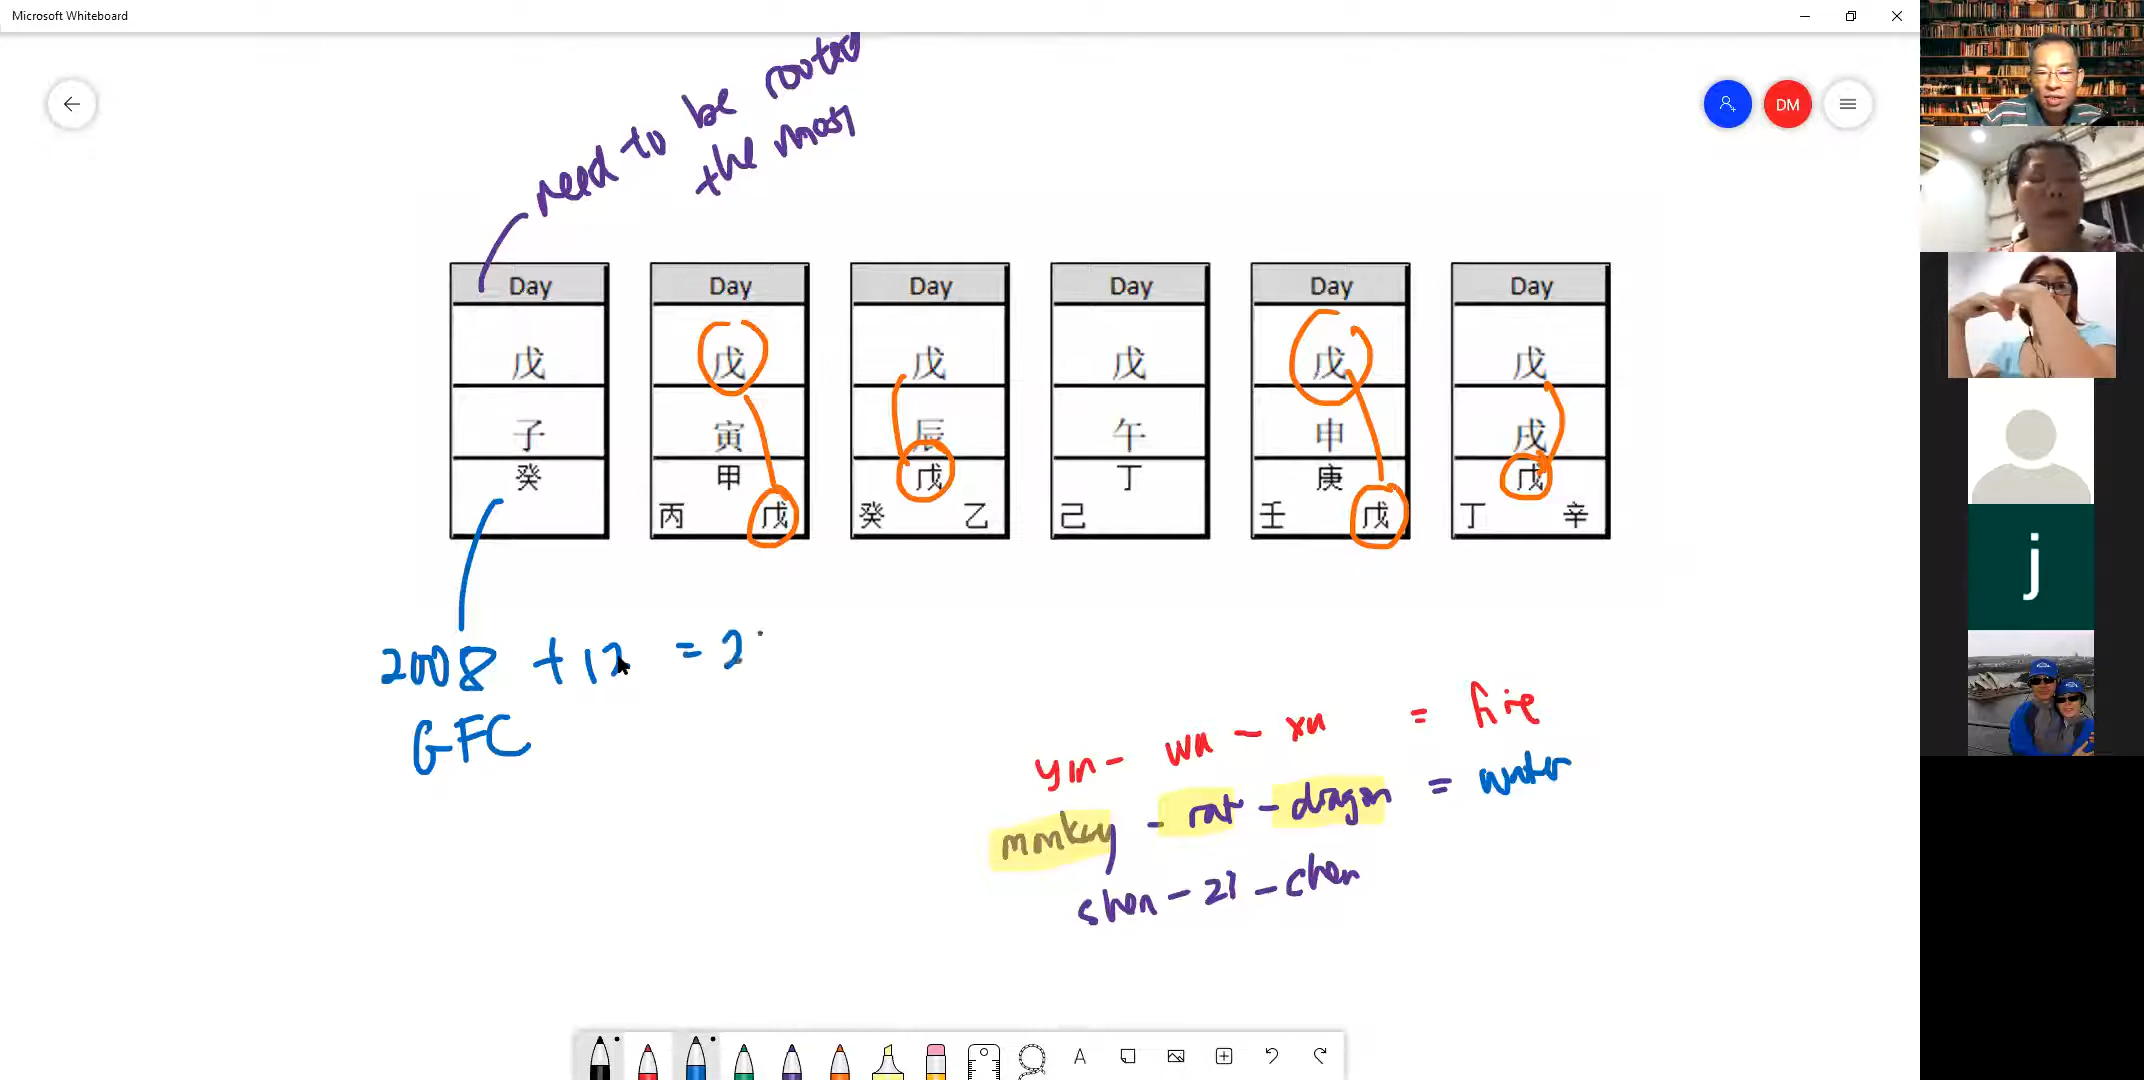 Microsoft Whiteboard
need to be rooted
the most
DM
Day Day Day Day Day Day
戊 戊 戊 戊 戊 戊
子 寅 辰 午 申 戌
癸 甲 戊 丁 庚 戊
丙 戊 癸 乙 己 壬 戊 丁 辛
j
2008 + 12 = 2
GFC
yin - wu - xu = fire
monkey - rat - dragon = water
shen - zi - chen
A